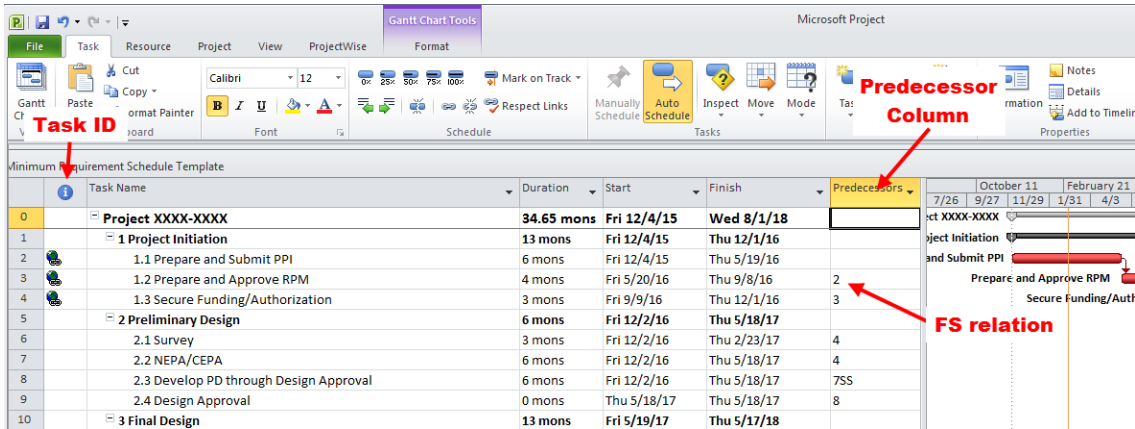 Gantt Chart Tools Microsoft Project
File Task Resource Project View ProjectWise Format
Cut
Copy
ormat Painter
Gantt
Paste
Calibri 12
B I U A
0% 25% 50% 75% 100%
Mark on Track
Respect Links
Manually
Schedule
Auto
Schedule
Inspect Move Mode
Notes
Details
Add to Timelin
mation
Font Schedule Tasks Properties
Task ID
Predecessor
Column
Minimum Requirement Schedule Template
Task Name Duration Start Finish Predecessors
October 11 February 21
7/26 9/27 11/29 1/31 4/3
0 Project XXXX-XXXX 34.65 mons Fri 12/4/15 Wed 8/1/18 ect XXXX-XXXX
1 1 Project Initiation 13 mons Fri 12/4/15 Thu 12/1/16 oject Initiation
2 1.1 Prepare and Submit PPI 6 mons Fri 12/4/15 Thu 5/19/16 and Submit PPI
3 1.2 Prepare and Approve RPM 4 mons Fri 5/20/16 Thu 9/8/16 2 Prepare and Approve RPM
4 1.3 Secure Funding/Authorization 3 mons Fri 9/9/16 Thu 12/1/16 3 Secure Funding/Auth
5 2 Preliminary Design 6 mons Fri 12/2/16 Thu 5/18/17
FS relation
6 2.1 Survey 3 mons Fri 12/2/16 Thu 2/23/17 4
7 2.2 NEPA/CEPA 6 mons Fri 12/2/16 Thu 5/18/17 4
8 2.3 Develop PD through Design Approval 6 mons Fri 12/2/16 Thu 5/18/17 7SS
9 2.4 Design Approval 0 mons Thu 5/18/17 Thu 5/18/17 8
10 3 Final Design 13 mons Fri 5/19/17 Thu 5/17/18